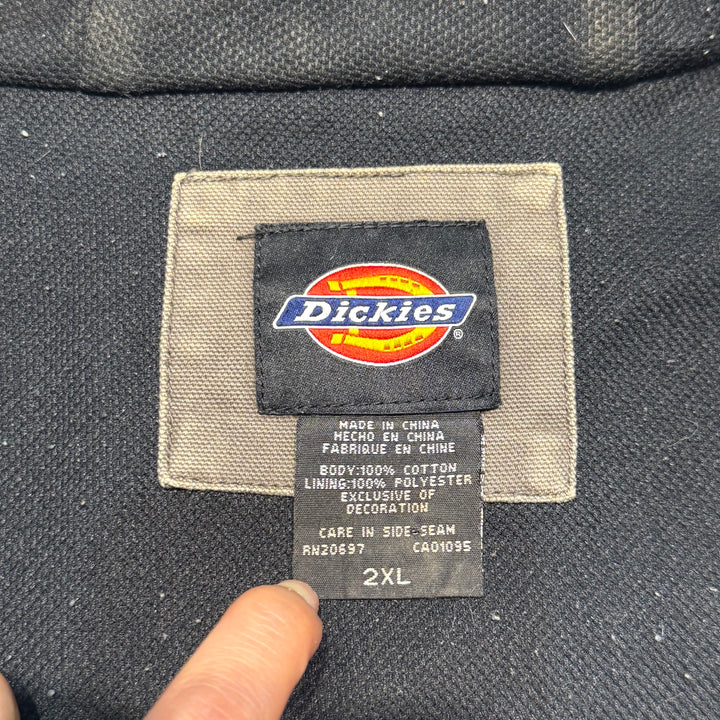 Dickies
®
MADE IN CHINA
HECHO EN CHINA
FABRIQUE EN CHINE
BODY:100% COTTON
LINING:100% POLYESTER
EXCLUSIVE OF
DECORATION
CARE IN SIDE-SEAM
RN20697 CA01095
2XL